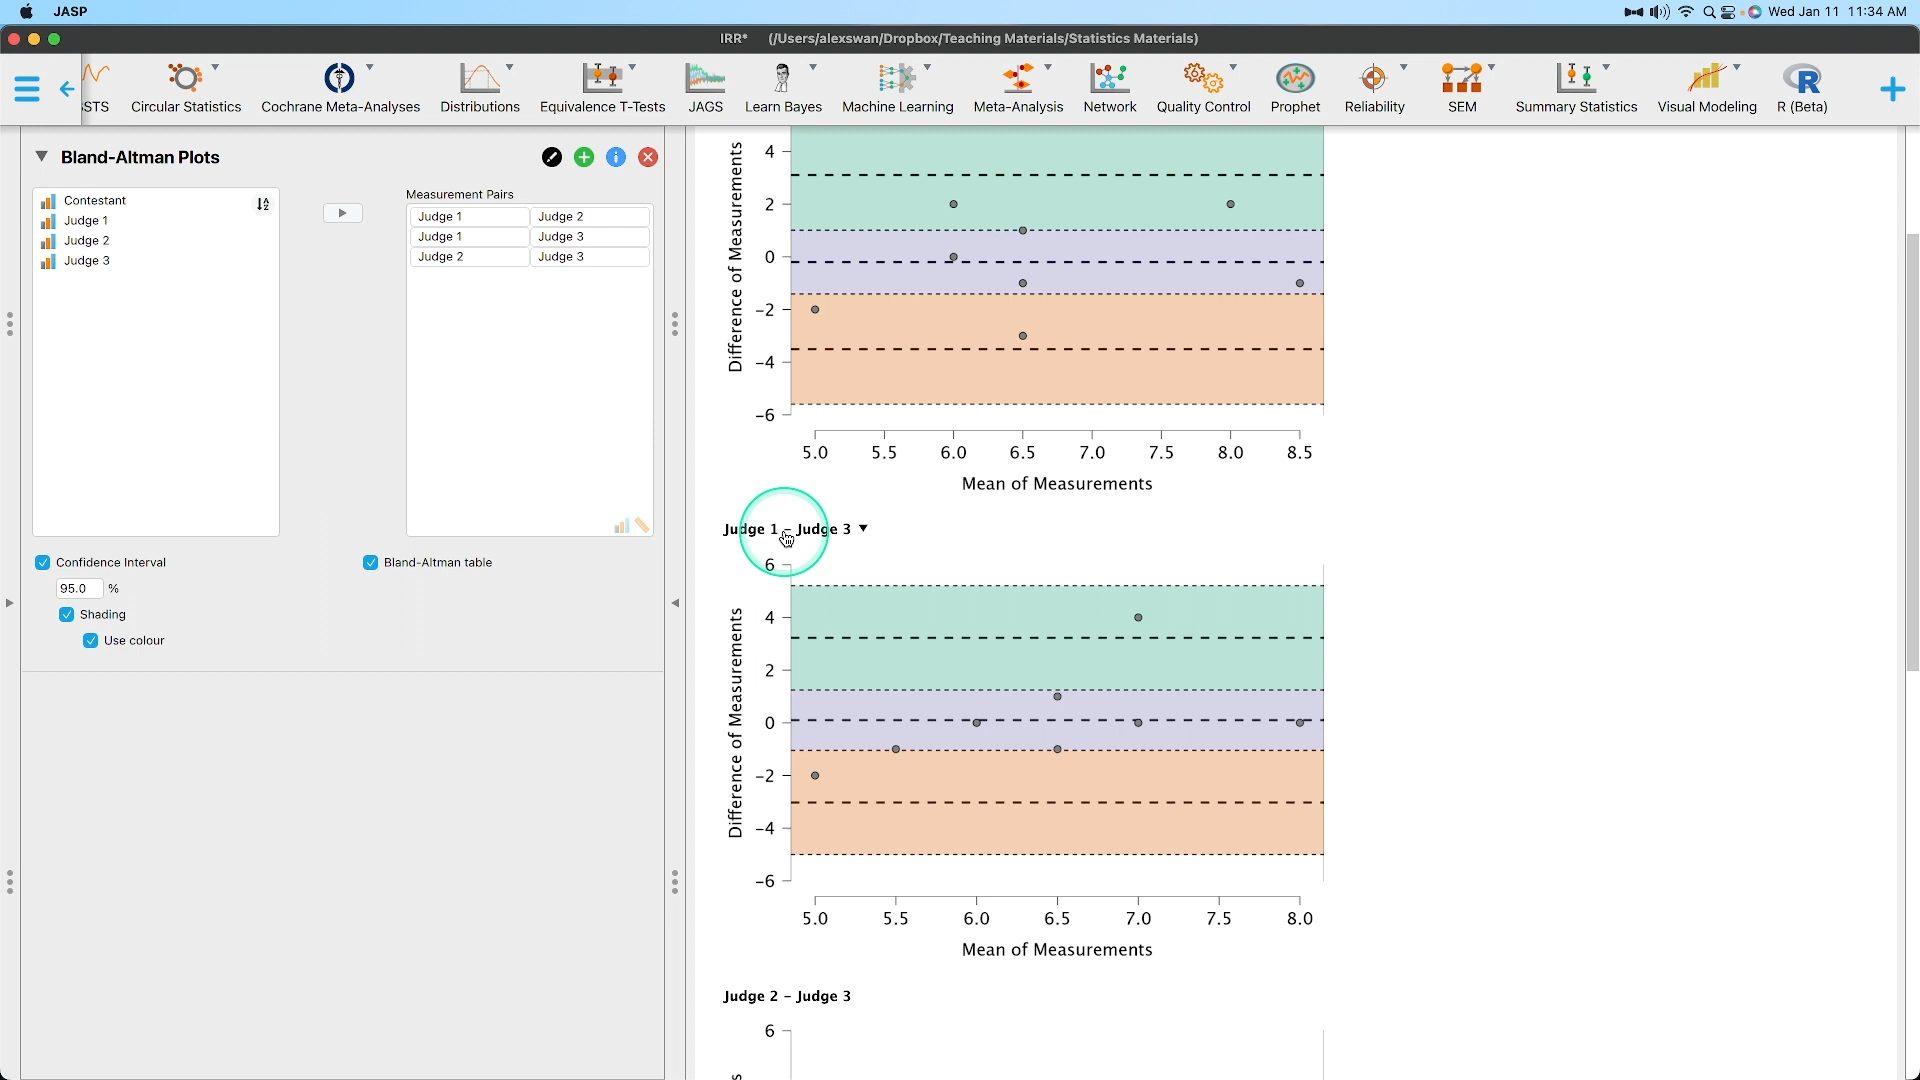 JASP
Wed Jan 11 11:34 AM
IRR* (/Users/alexswan/Dropbox/Teaching Materials/Statistics Materials)
STS
Circular Statistics
Cochrane Meta-Analyses
Distributions
Equivalence T-Tests
JAGS
Learn Bayes
Machine Learning
Meta-Analysis
Network
Quality Control
Prophet
Reliability
SEM
Summary Statistics
Visual Modeling
R (Beta)
Bland-Altman Plots
Contestant
Judge 1
Judge 2
Judge 3
Measurement Pairs
Judge 1 Judge 2
Judge 1 Judge 3
Judge 2 Judge 3
Confidence Interval
95.0 %
Shading
Use colour
Bland-Altman table
Difference of Measurements
4
2
0
-2
-4
-6
5.0 5.5 6.0 6.5 7.0 7.5 8.0 8.5
Mean of Measurements
Judge 1 - Judge 3
Difference of Measurements
6
4
2
0
-2
-4
-6
5.0 5.5 6.0 6.5 7.0 7.5 8.0
Mean of Measurements
Judge 2 - Judge 3
6